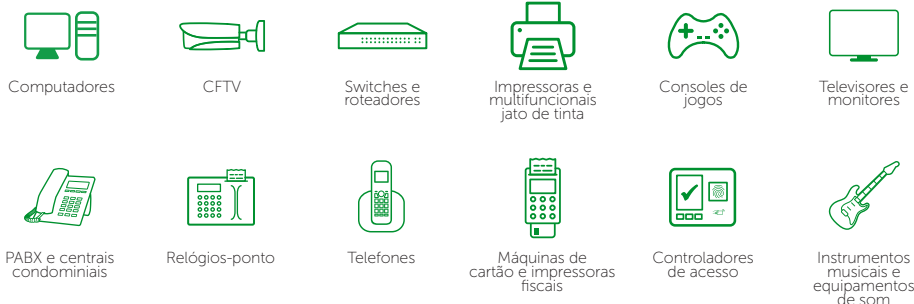 Computadores
CFTV
Switches e
roteadores
Impressoras e
multifuncionais
jato de tinta
Consoles de
jogos
Televisores e
monitores
PABX e centrais
condominiais
Relógios-ponto
Telefones
Máquinas de
cartão e impressoras
fiscais
Controladores
de acesso
Instrumentos
musicais e
equipamentos
de som